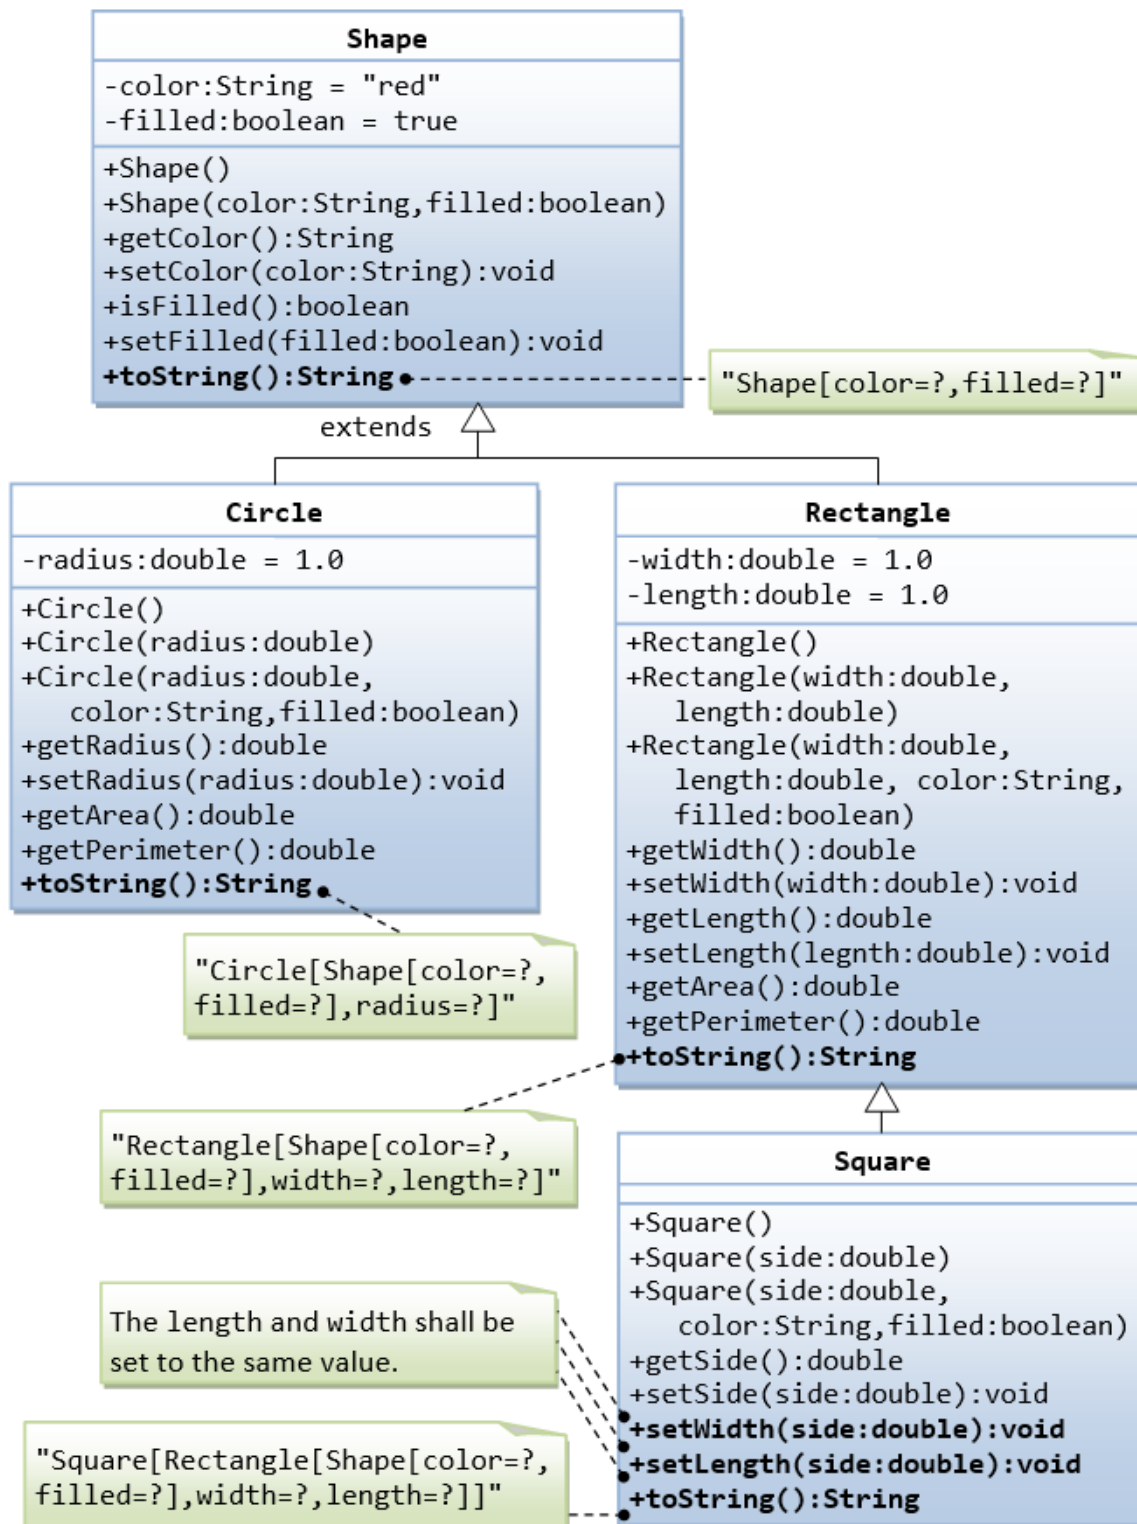 Shape
-color:String = "red"
-filled:boolean = true
+Shape()
+Shape(color:String,filled:boolean)
+getColor():String
+setColor(color:String):void
+isFilled():boolean
+setFilled(filled:boolean):void
+toString():String
"Shape[color=?,filled=?]"
extends
Circle
-radius:double = 1.0
+Circle()
+Circle(radius:double)
+Circle(radius:double,
color:String,filled:boolean)
+getRadius():double
+setRadius(radius:double):void
+getArea():double
+getPerimeter():double
+toString():String
"Circle[Shape[color=?,
filled=?],radius=?]"
Rectangle
-width:double = 1.0
-length:double = 1.0
+Rectangle()
+Rectangle(width:double,
length:double)
+Rectangle(width:double,
length:double, color:String,
filled:boolean)
+getWidth():double
+setWidth(width:double):void
+getLength():double
+setLength(legnth:double):void
+getArea():double
+getPerimeter():double
+toString():String
"Rectangle[Shape[color=?,
filled=?],width=?,length=?]"
Square
+Square()
+Square(side:double)
+Square(side:double,
color:String,filled:boolean)
+getSide():double
+setSide(side:double):void
+setWidth(side:double):void
+setLength(side:double):void
+toString():String
The length and width shall be
set to the same value.
"Square[Rectangle[Shape[color=?,
filled=?],width=?,length=?]]"